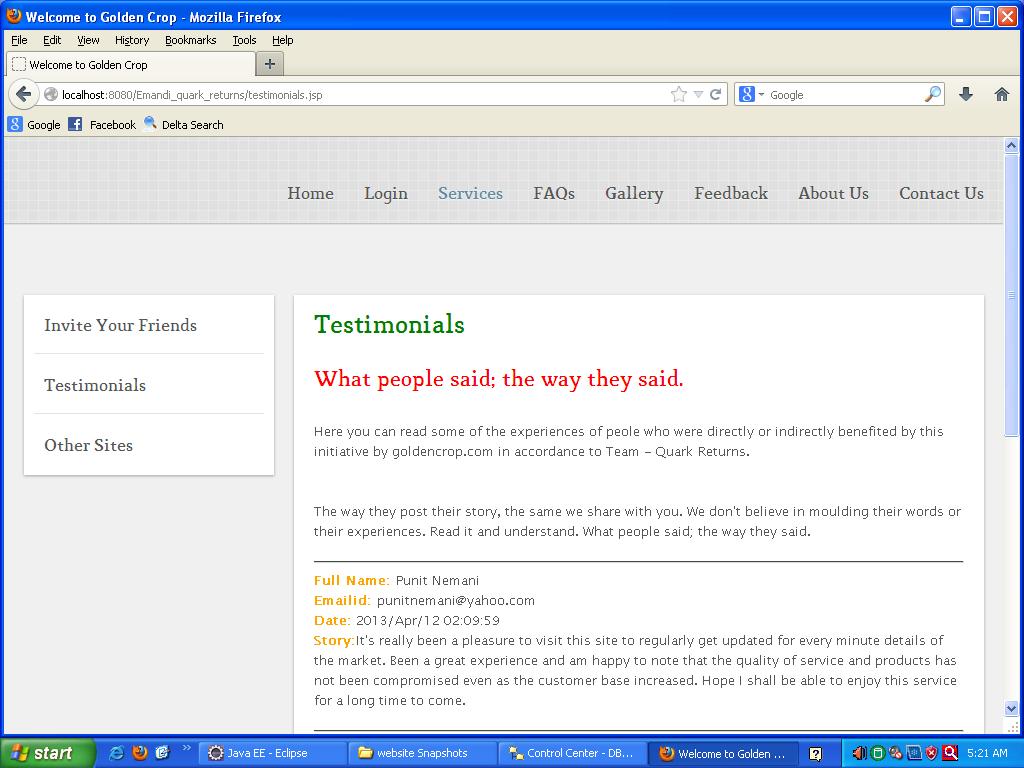 Welcome to Golden Crop - Mozilla Firefox
File Edit View History Bookmarks Tools Help
Welcome to Golden Crop
localhost:8080/Emandi_quark_returns/testimonials.jsp
Google
Google Facebook Delta Search
Home Login Services FAQs Gallery Feedback About Us Contact Us
Invite Your Friends
Testimonials
Other Sites
Testimonials
What people said; the way they said.
Here you can read some of the experiences of peole who were directly or indirectly benefited by this
initiative by goldencrop.com in accordance to Team – Quark Returns.
The way they post their story, the same we share with you. We don't believe in moulding their words or
their experiences. Read it and understand. What people said; the way they said.
Full Name: Punit Nemani
Emailid: punitnemani@yahoo.com
Date: 2013/Apr/12 02:09:59
Story:It's really been a pleasure to visit this site to regularly get updated for every minute details of
the market. Been a great experience and am happy to note that the quality of service and products has
not been compromised even as the customer base increased. Hope I shall be able to enjoy this service
for a long time to come.
start Java EE - Eclipse website Snapshots Control Center - DB... Welcome to Golden ... 5:21 AM